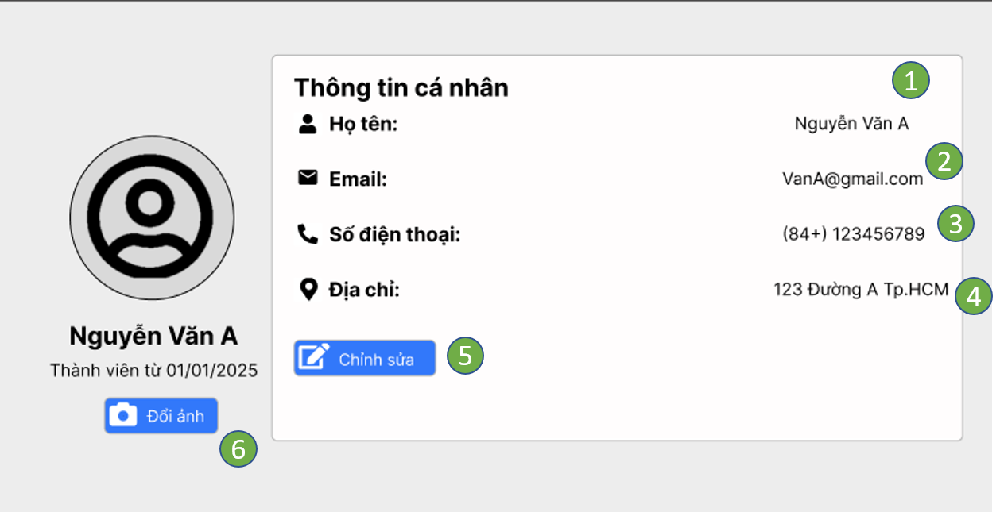 Thông tin cá nhân
1
Họ tên: Nguyễn Văn A
Email: VanA@gmail.com
2
Số điện thoại: (84+) 123456789
3
Địa chỉ: 123 Đường A Tp.HCM
4
Chỉnh sửa
5
Nguyễn Văn A
Thành viên từ 01/01/2025
Đổi ảnh
6